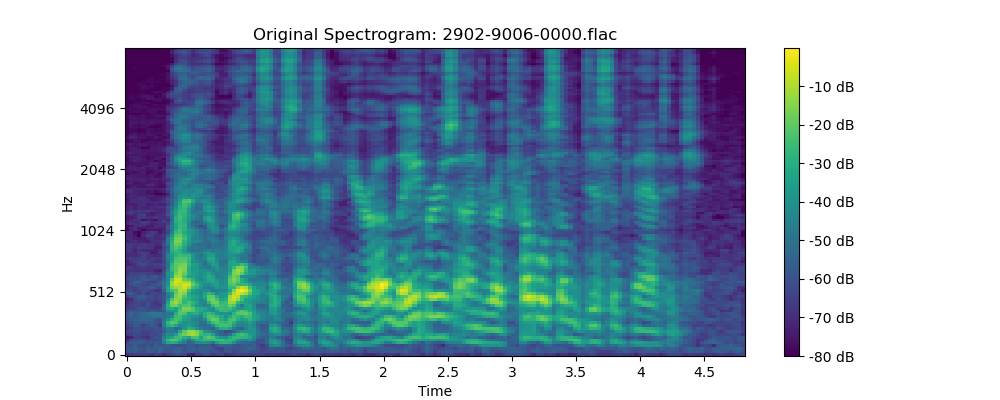 Original Spectrogram: 2902-9006-0000.flac
Hz
4096
2048
1024
512
0
0 0.5 1 1.5 2 2.5 3 3.5 4 4.5
Time
-10 dB
-20 dB
-30 dB
-40 dB
-50 dB
-60 dB
-70 dB
-80 dB